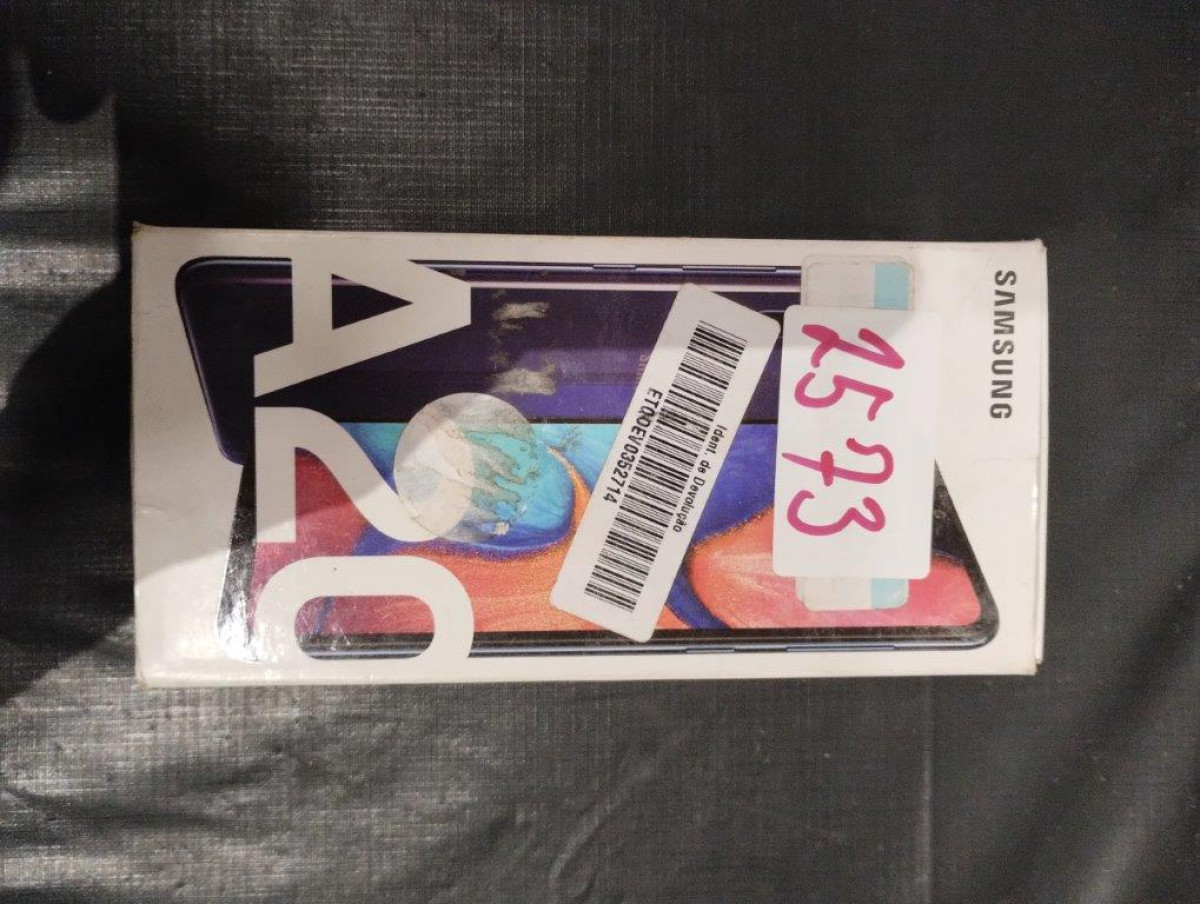 SAMSUNG
2573
Ident. de Devolução
ETQDEV0352714
A20